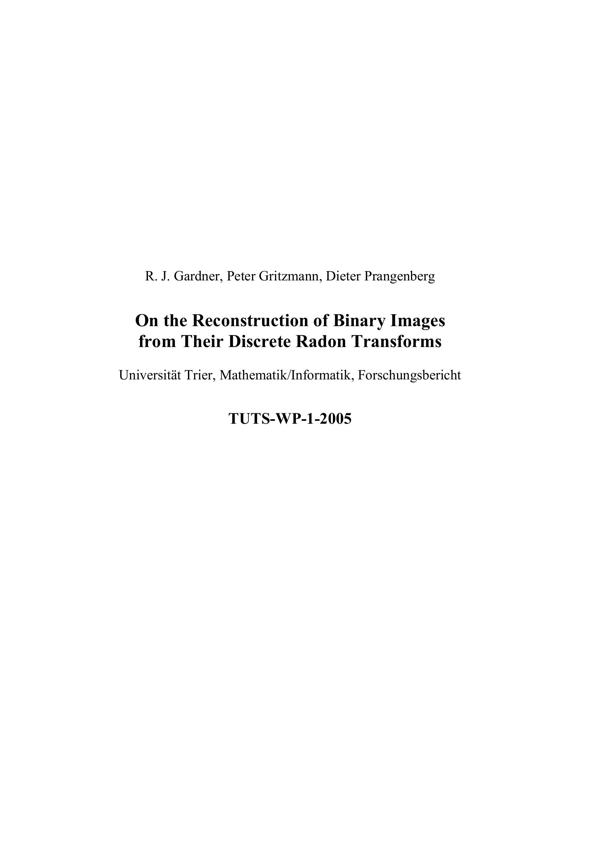 R. J. Gardner, Peter Gritzmann, Dieter Prangenberg
On the Reconstruction of Binary Images
from Their Discrete Radon Transforms
Universität Trier, Mathematik/Informatik, Forschungsbericht
TUTS-WP-1-2005